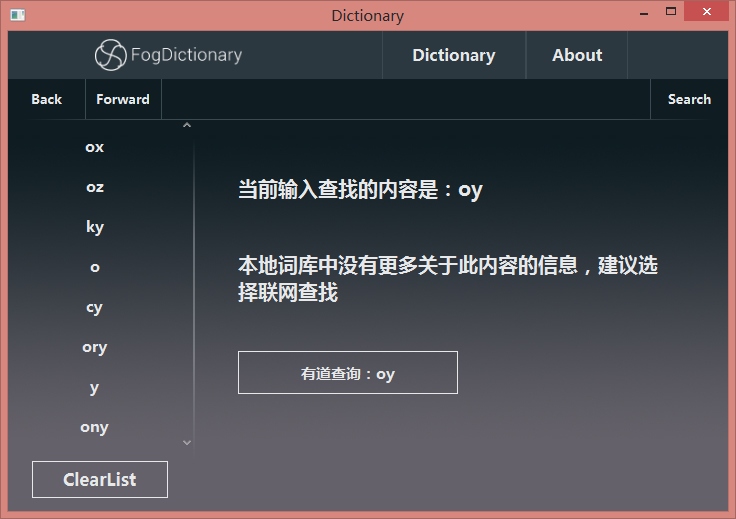 Dictionary
FogDictionary
Dictionary
About
Back
Forward
Search
ox
oz
ky
o
cy
ory
y
ony
当前输入查找的内容是：oy
本地词库中没有更多关于此内容的信息，建议选
择联网查找
有道查询：oy
ClearList